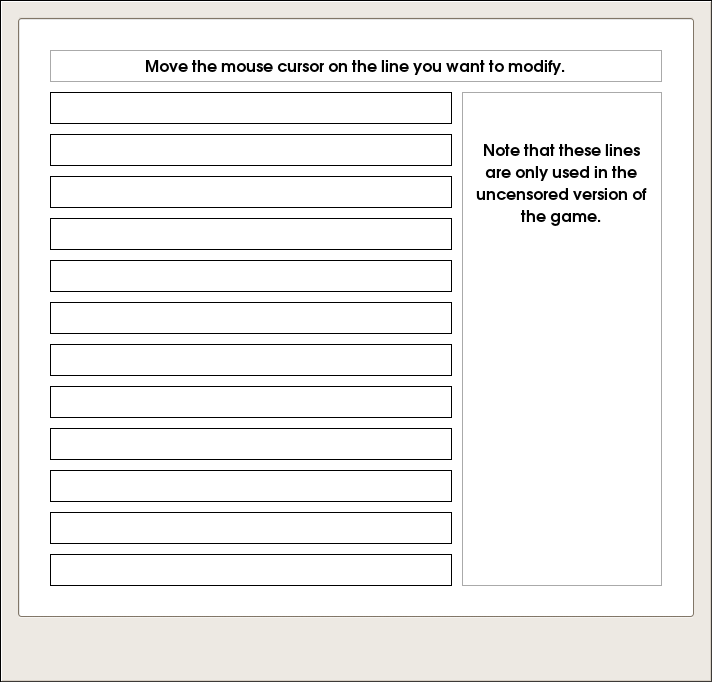 Move the mouse cursor on the line you want to modify.
Note that these lines
are only used in the
uncensored version of
the game.